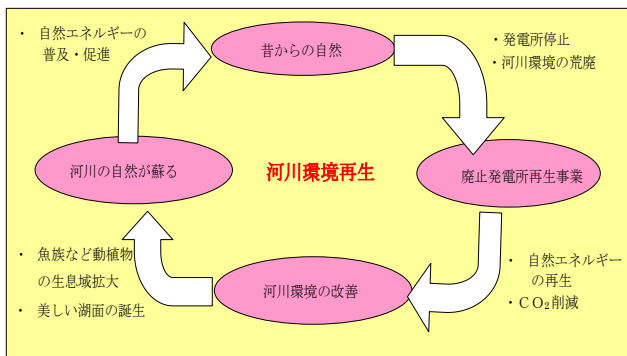 ・ 自然エネルギーの
普及・促進
昔からの自然
・発電所停止
・河川環境の荒廃
河川の自然が蘇る
河川環境再生
廃止発電所再生事業
・ 魚族など動植物
の生息域拡大
・ 美しい湖面の誕生
河川環境の改善
・ 自然エネルギー
の再生
・ＣＯ₂削減